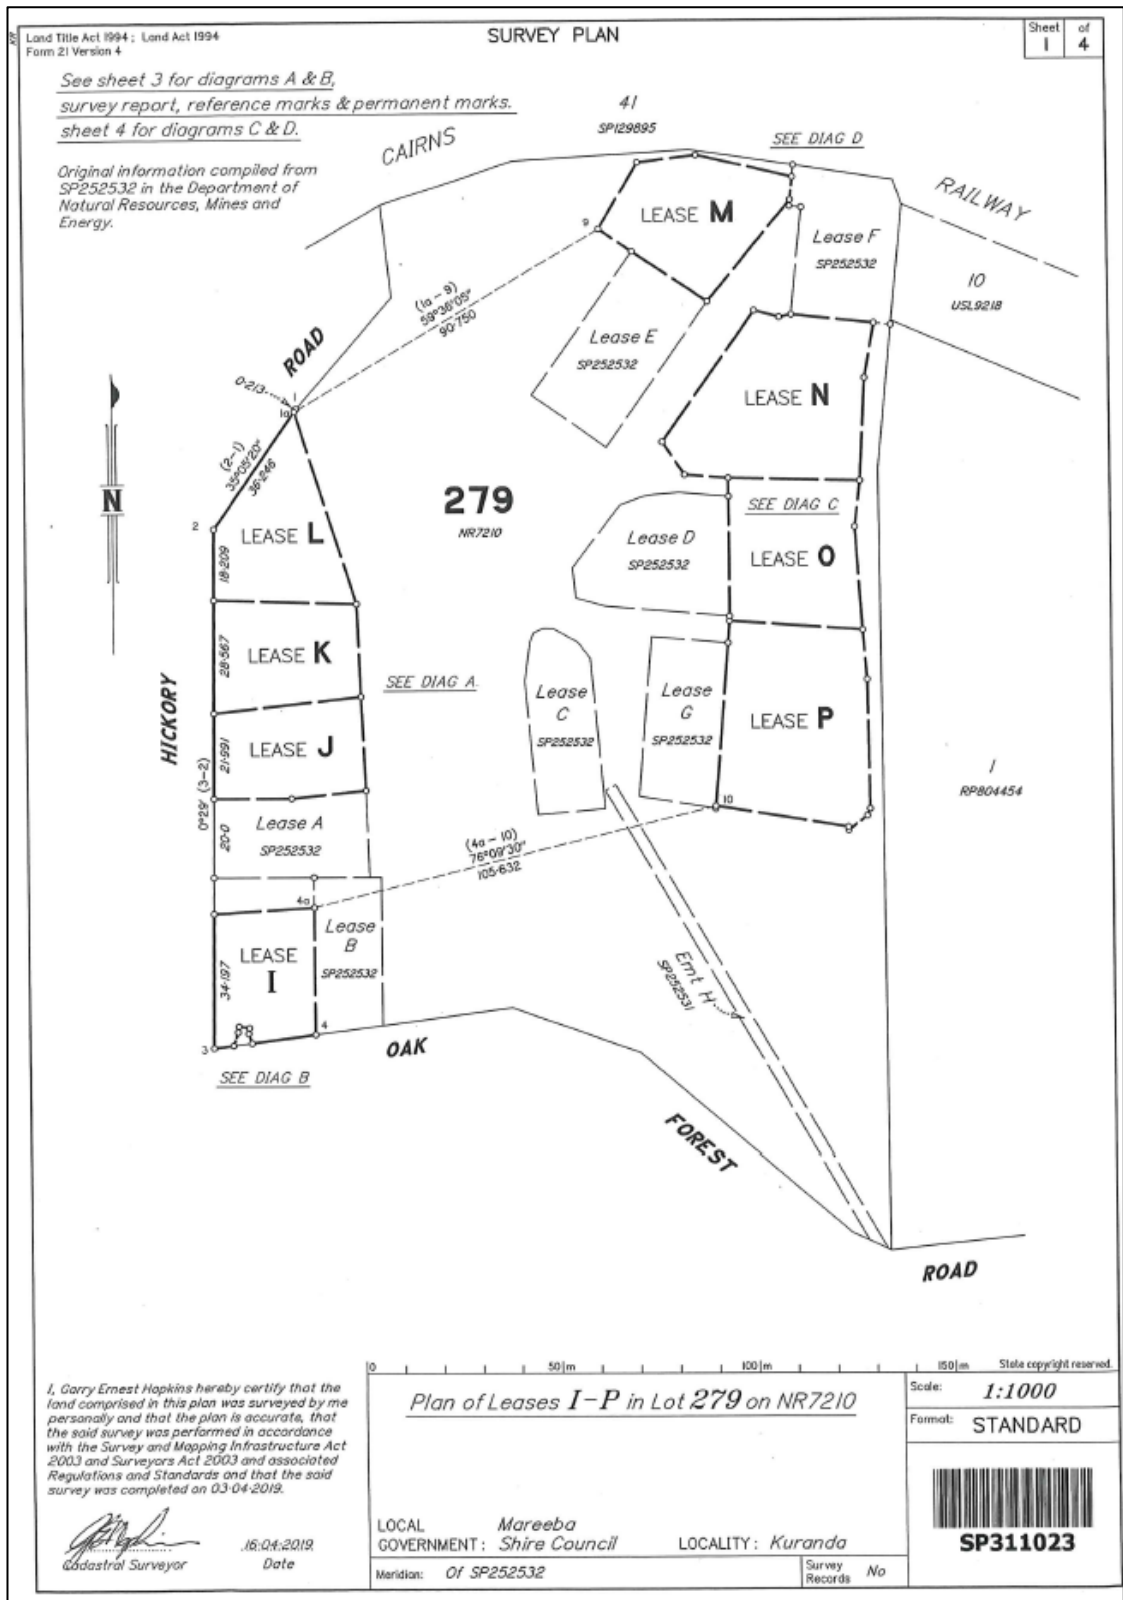 KR
Land Title Act 1994 ; Land Act 1994
Form 21 Version 4
SURVEY PLAN
Sheet of
1 4
See sheet 3 for diagrams A & B,
survey report, reference marks & permanent marks.
sheet 4 for diagrams C & D.
Original information compiled from
SP252532 in the Department of
Natural Resources, Mines and
Energy.
CAIRNS
41
SP129895
SEE DIAG D
RAILWAY
LEASE M
9
Lease F
SP252532
10
USL9218
(1a - 9)
59°36'05"
90·750
Lease E
SP252532
ROAD
0·213
1
1a
LEASE N
(2-1)
35°05'20"
36·246
N
279
NR7210
SEE DIAG C
2
LEASE L
18·209
Lease D
SP252532
LEASE O
LEASE K
28·567
SEE DIAG A
HICKORY
Lease
C
SP252532
Lease
G
SP252532
LEASE P
LEASE J
21·991
0°29' (3-2)
1
RP804454
10
Lease A
SP252532
20·0
(4a - 10)
76°09'30"
105·632
4a
Lease
B
SP252532
LEASE
I
34·197
Emt H
SP252531
4
3
OAK
SEE DIAG B
FOREST
ROAD
0 50 m 100 m 150 m State copyright reserved.
I, Garry Ernest Hopkins hereby certify that the
land comprised in this plan was surveyed by me
personally and that the plan is accurate, that
the said survey was performed in accordance
with the Survey and Mapping Infrastructure Act
2003 and Surveyors Act 2003 and associated
Regulations and Standards and that the said
survey was completed on 03·04·2019.
16·04·2019
Cadastral Surveyor Date
Plan of Leases I-P in Lot 279 on NR7210
Scale: 1:1000
Format: STANDARD
LOCAL
GOVERNMENT : Mareeba
Shire Council
LOCALITY : Kuranda
Meridian: Of SP252532
Survey
Records No
SP311023